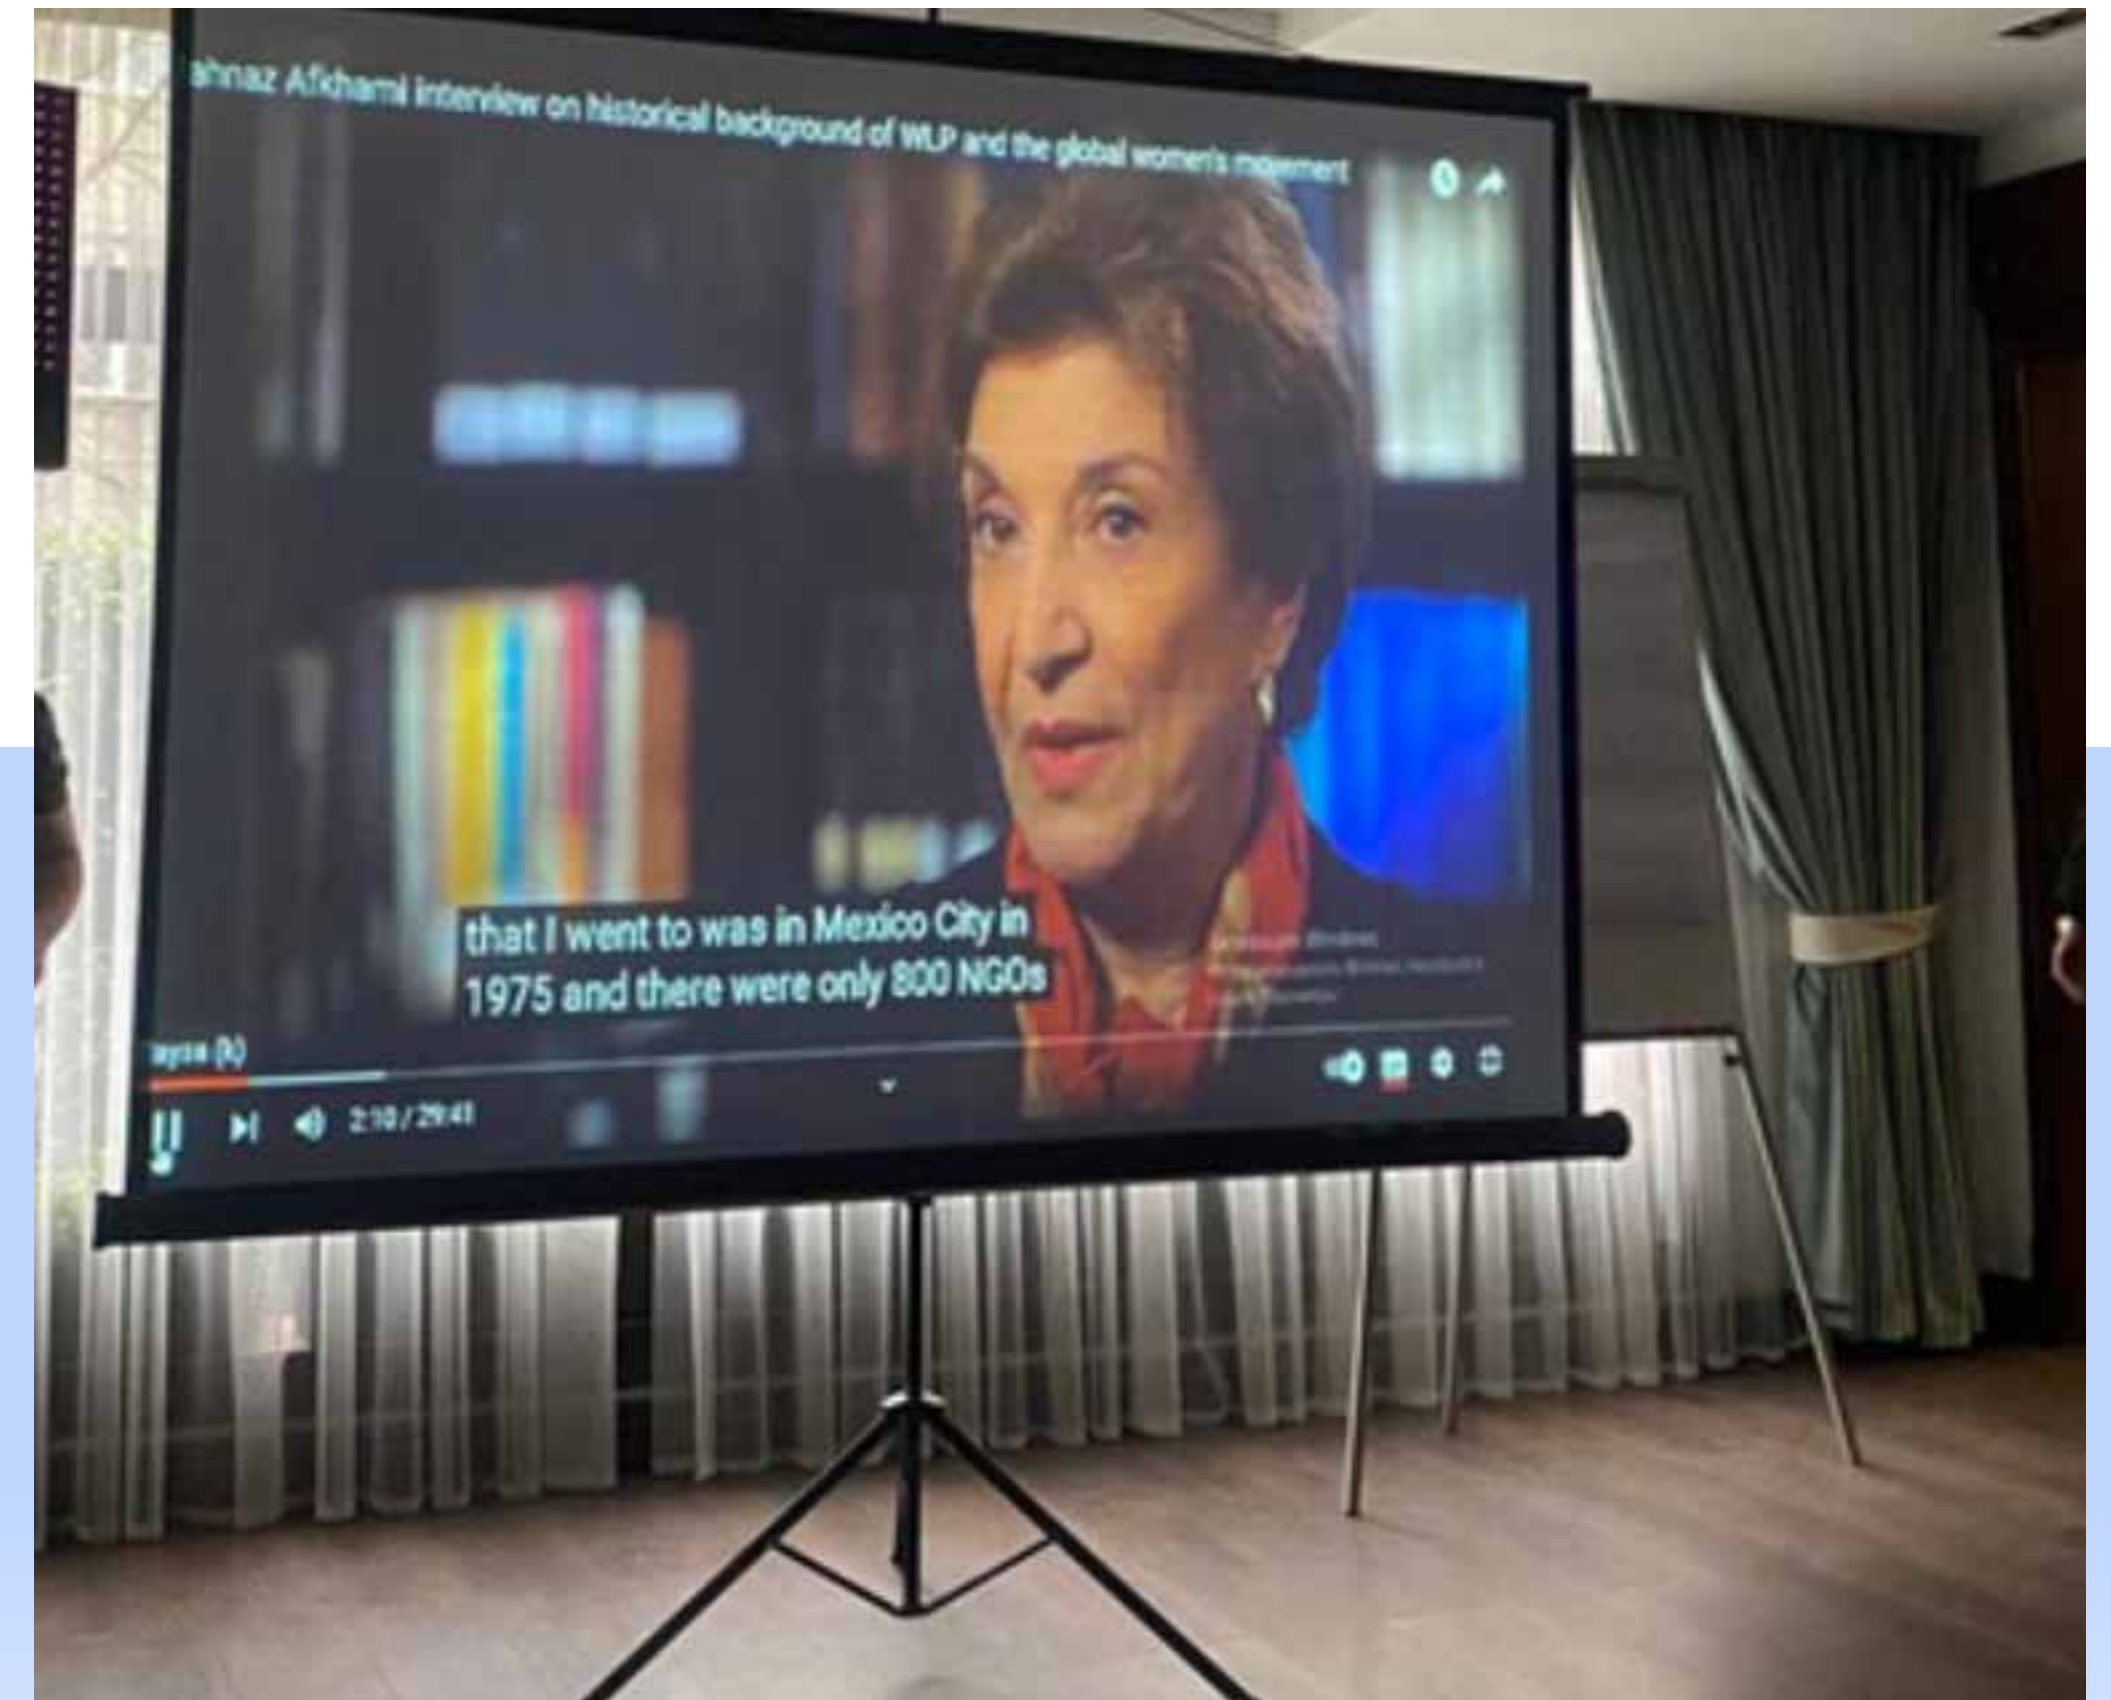 ahnaz Afkhami interview on historical background of WLP and the global women's movement
that I went to was in Mexico City in
1975 and there were only 800 NGOs
(k)
2:10 / 29:41